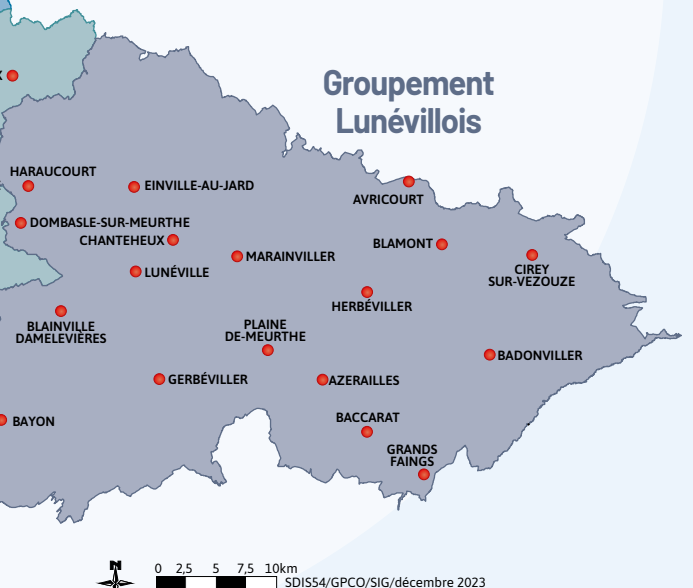 Groupement
Lunévillois
X
HARAUCOURT
EINVILLE-AU-JARD
AVRICOURT
DOMBASLE-SUR-MEURTHE
CHANTEHEUX
BLAMONT
MARAINVILLER
CIREY
SUR-VEZOUZE
LUNÉVILLE
HERBÉVILLER
BLAINVILLE
DAMELEVIÈRES
PLAINE
DE-MEURTHE
BADONVILLER
GERBÉVILLER
AZERAILLES
BACCARAT
BAYON
GRANDS
FAINGS
N
0 2,5 5 7,5 10km
SDIS54/GPCO/SIG/décembre 2023